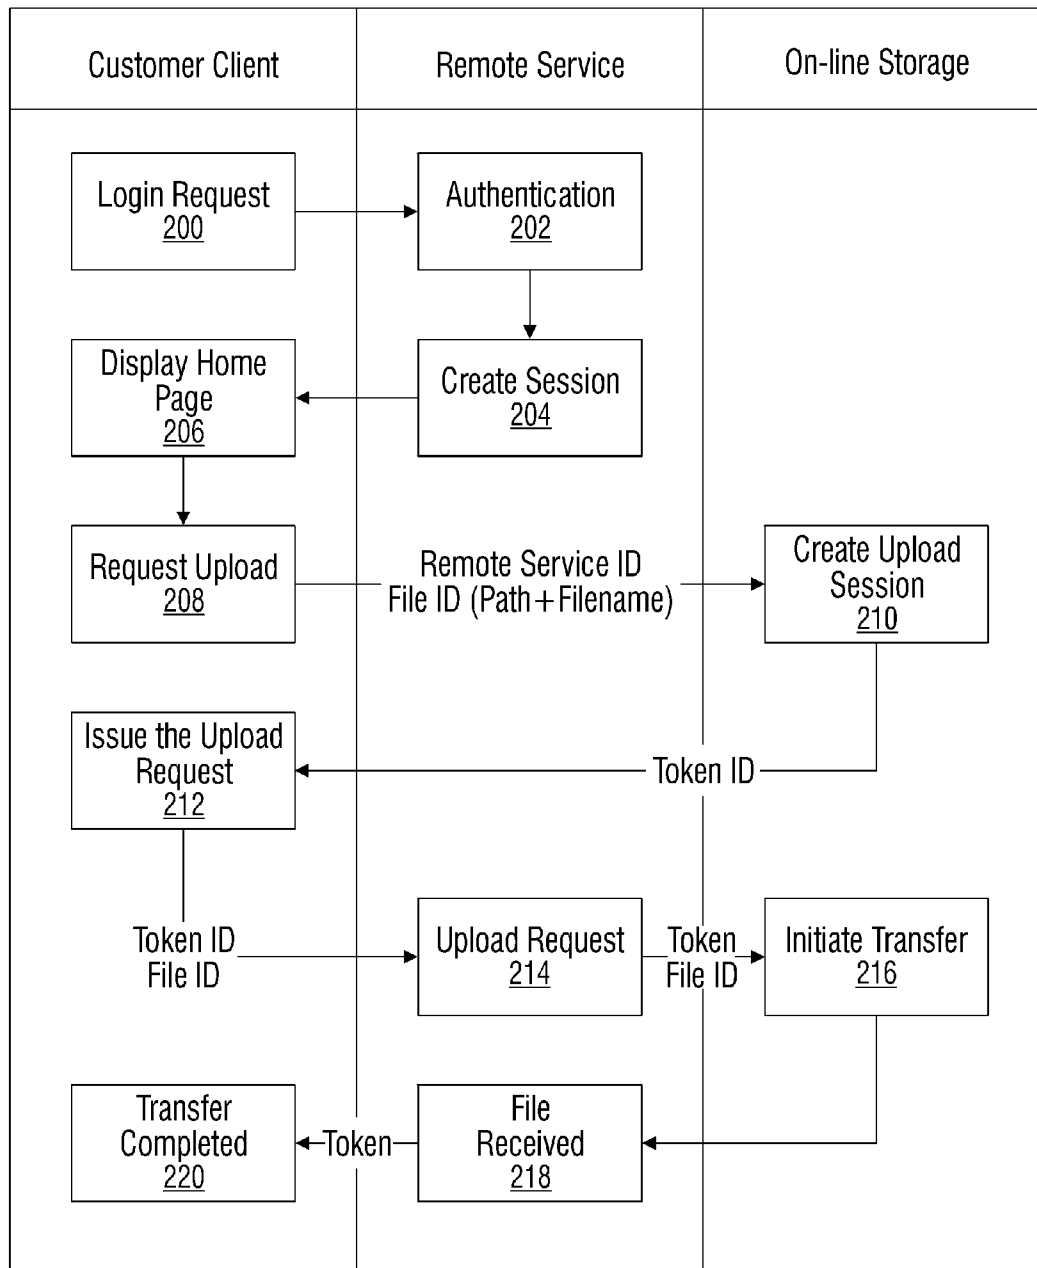 Customer Client
Remote Service
On-line Storage
Login Request
200
Authentication
202
Display Home
Page
206
Create Session
204
Request Upload
208
Remote Service ID
File ID (Path+Filename)
Create Upload
Session
210
Issue the Upload
Request
212
Token ID
Token ID
File ID
Upload Request
214
Token
File ID
Initiate Transfer
216
Transfer
Completed
220
Token
File
Received
218